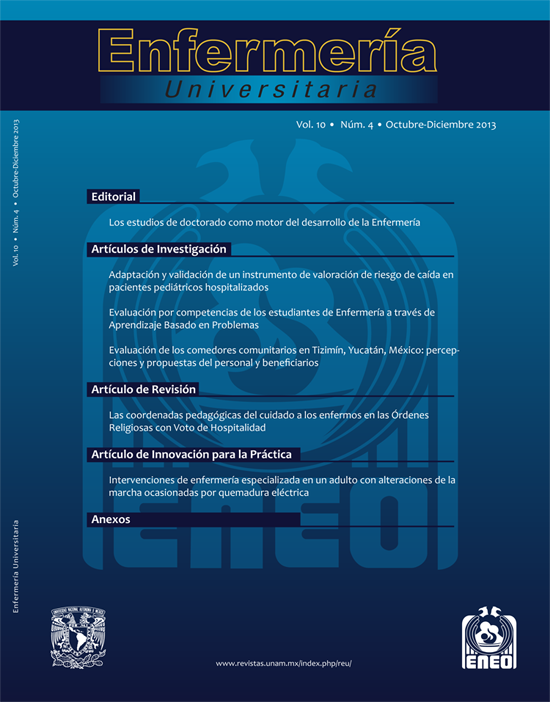 Enfermería
Universitaria
Vol. 10 • Núm. 4 • Octubre-Diciembre 2013
Vol. 10 • Núm. 4 • Octubre-Diciembre 2013
Editorial
Los estudios de doctorado como motor del desarrollo de la Enfermería
Artículos de Investigación
Adaptación y validación de un instrumento de valoración de riesgo de caída en
pacientes pediátricos hospitalizados
Evaluación por competencias de los estudiantes de Enfermería a través de
Aprendizaje Basado en Problemas
Evaluación de los comedores comunitarios en Tizimín, Yucatán, México: percep-
ciones y propuestas del personal y beneficiarios
Artículo de Revisión
Las coordenadas pedagógicas del cuidado a los enfermos en las Órdenes
Religiosas con Voto de Hospitalidad
Artículo de Innovación para la Práctica
Intervenciones de enfermería especializada en un adulto con alteraciones de la
marcha ocasionadas por quemadura eléctrica
Anexos
ENEO
Enfermería Universitaria
www.revistas.unam.mx/index.php/reu/
ENEO